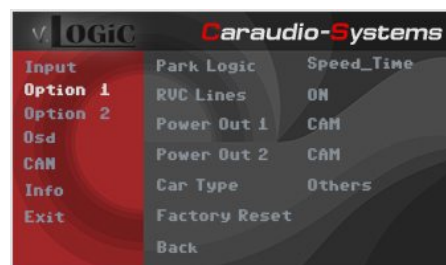 v.LOGiC Caraudio-Systems
Input
Option 1
Option 2
Osd
CAN
Info
Exit
Park Logic Speed_Time
RVC Lines ON
Power Out 1 CAM
Power Out 2 CAM
Car Type Others
Factory Reset
Back